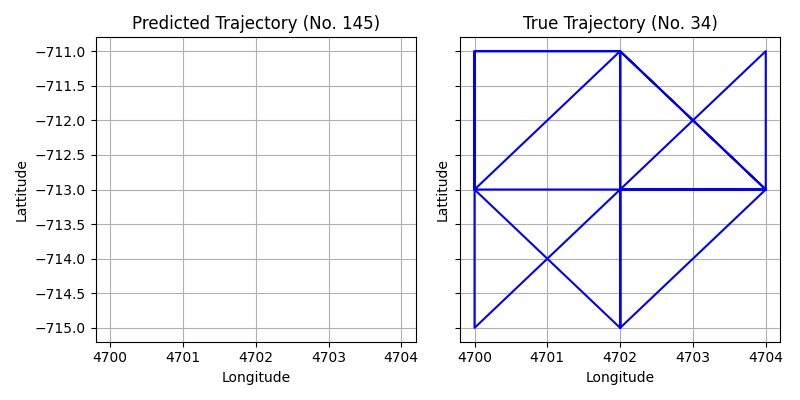 Predicted Trajectory (No. 145)
True Trajectory (No. 34)
−711.0
−711.5
−712.0
−712.5
−713.0
−713.5
−714.0
−714.5
−715.0
Lattitude
Lattitude
4700 4701 4702 4703 4704
4700 4701 4702 4703 4704
Longitude
Longitude